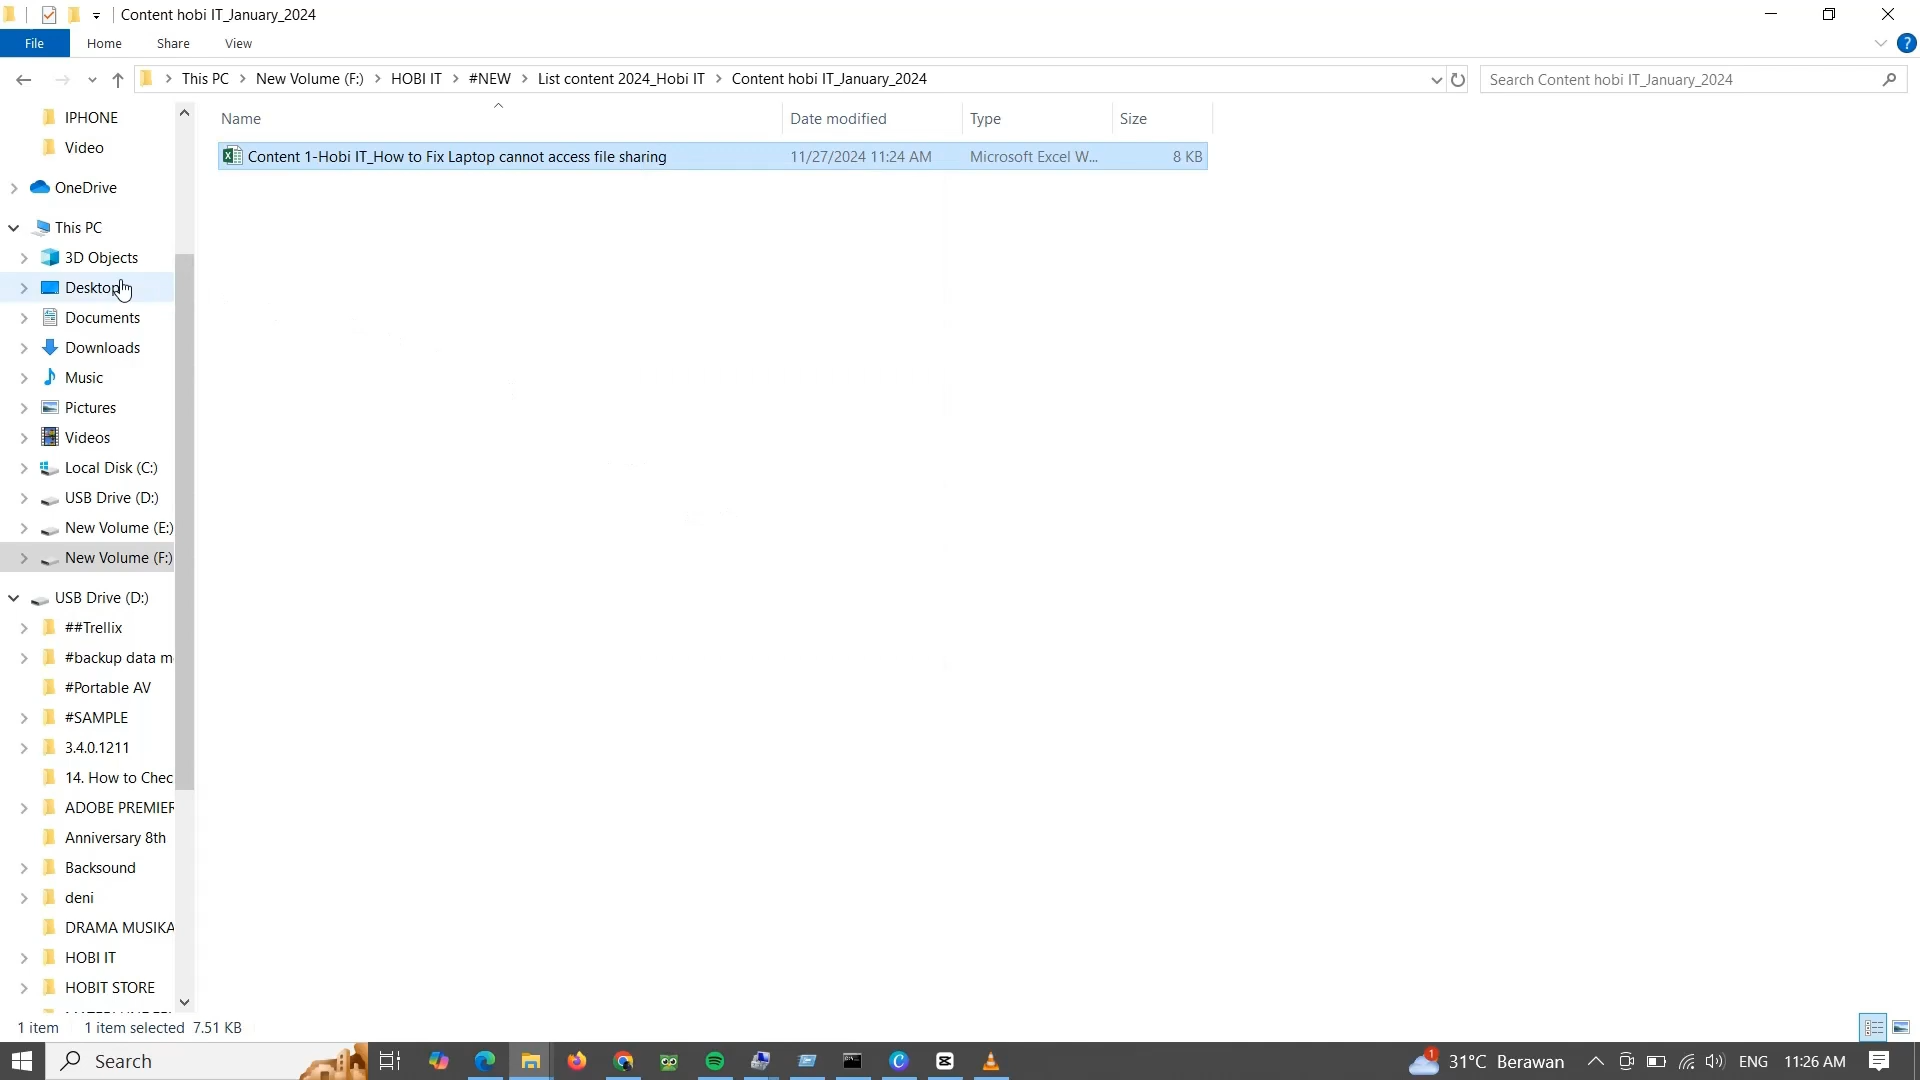 Content hobi IT_January_2024
File Home Share View
This PC New Volume (F:) HOBI IT #NEW List content 2024_Hobi IT Content hobi IT_January_2024 Search Content hobi IT_January_2024
Name Date modified Type Size
Content 1-Hobi IT_How to Fix Laptop cannot access file sharing 11/27/2024 11:24 AM Microsoft Excel W... 8 KB
IPHONE
Video
OneDrive
This PC
3D Objects
Desktop
Documents
Downloads
Music
Pictures
Videos
Local Disk (C:)
USB Drive (D:)
New Volume (E:)
New Volume (F:)
USB Drive (D:)
##Trellix
#backup data m
#Portable AV
#SAMPLE
3.4.0.1211
14. How to Chec
ADOBE PREMIER
Anniversary 8th
Backsound
deni
DRAMA MUSIKA
HOBI IT
HOBIT STORE
1 item 1 item selected 7.51 KB
Search 1 31°C Berawan ENG 11:26 AM